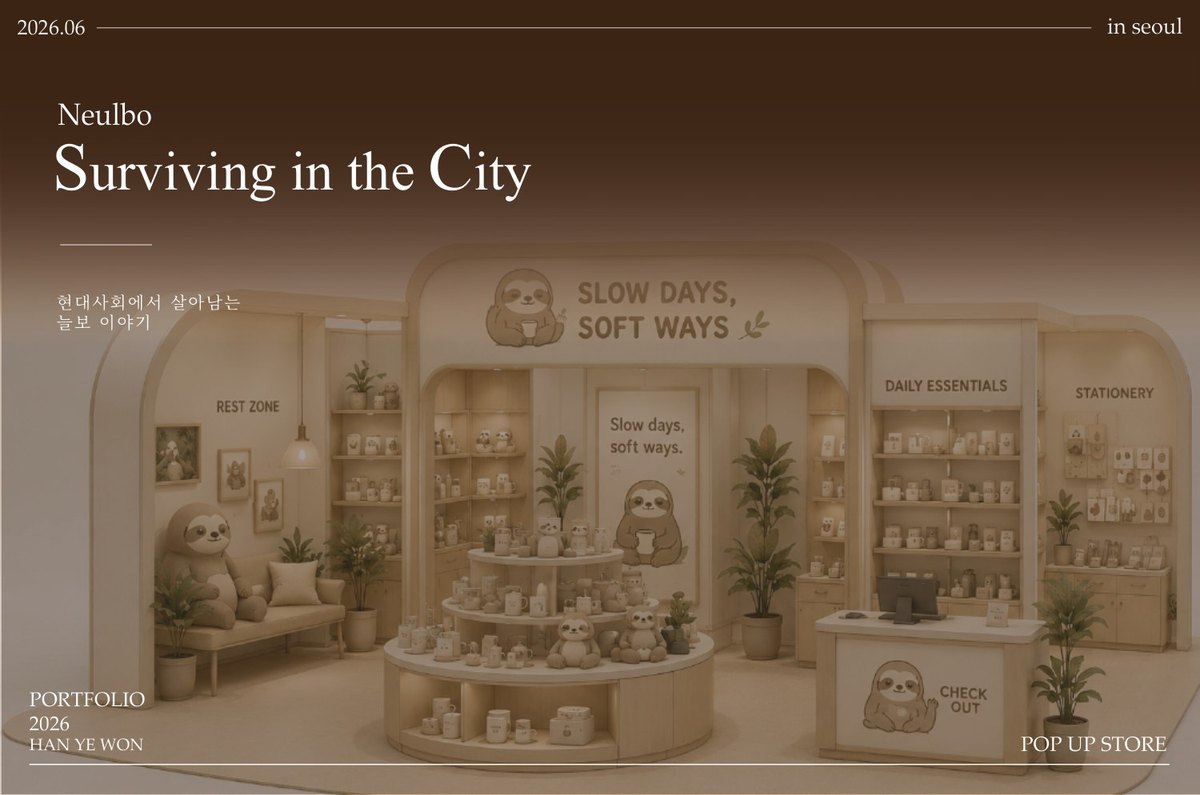 2026.06
in seoul
Neulbo
Surviving in the City
현대사회에서 살아남는
늘보 이야기
SLOW DAYS,
SOFT WAYS
REST ZONE
Slow days,
soft ways.
DAILY ESSENTIALS
STATIONERY
CHECK
OUT
PORTFOLIO
2026
HAN YE WON
POP UP STORE